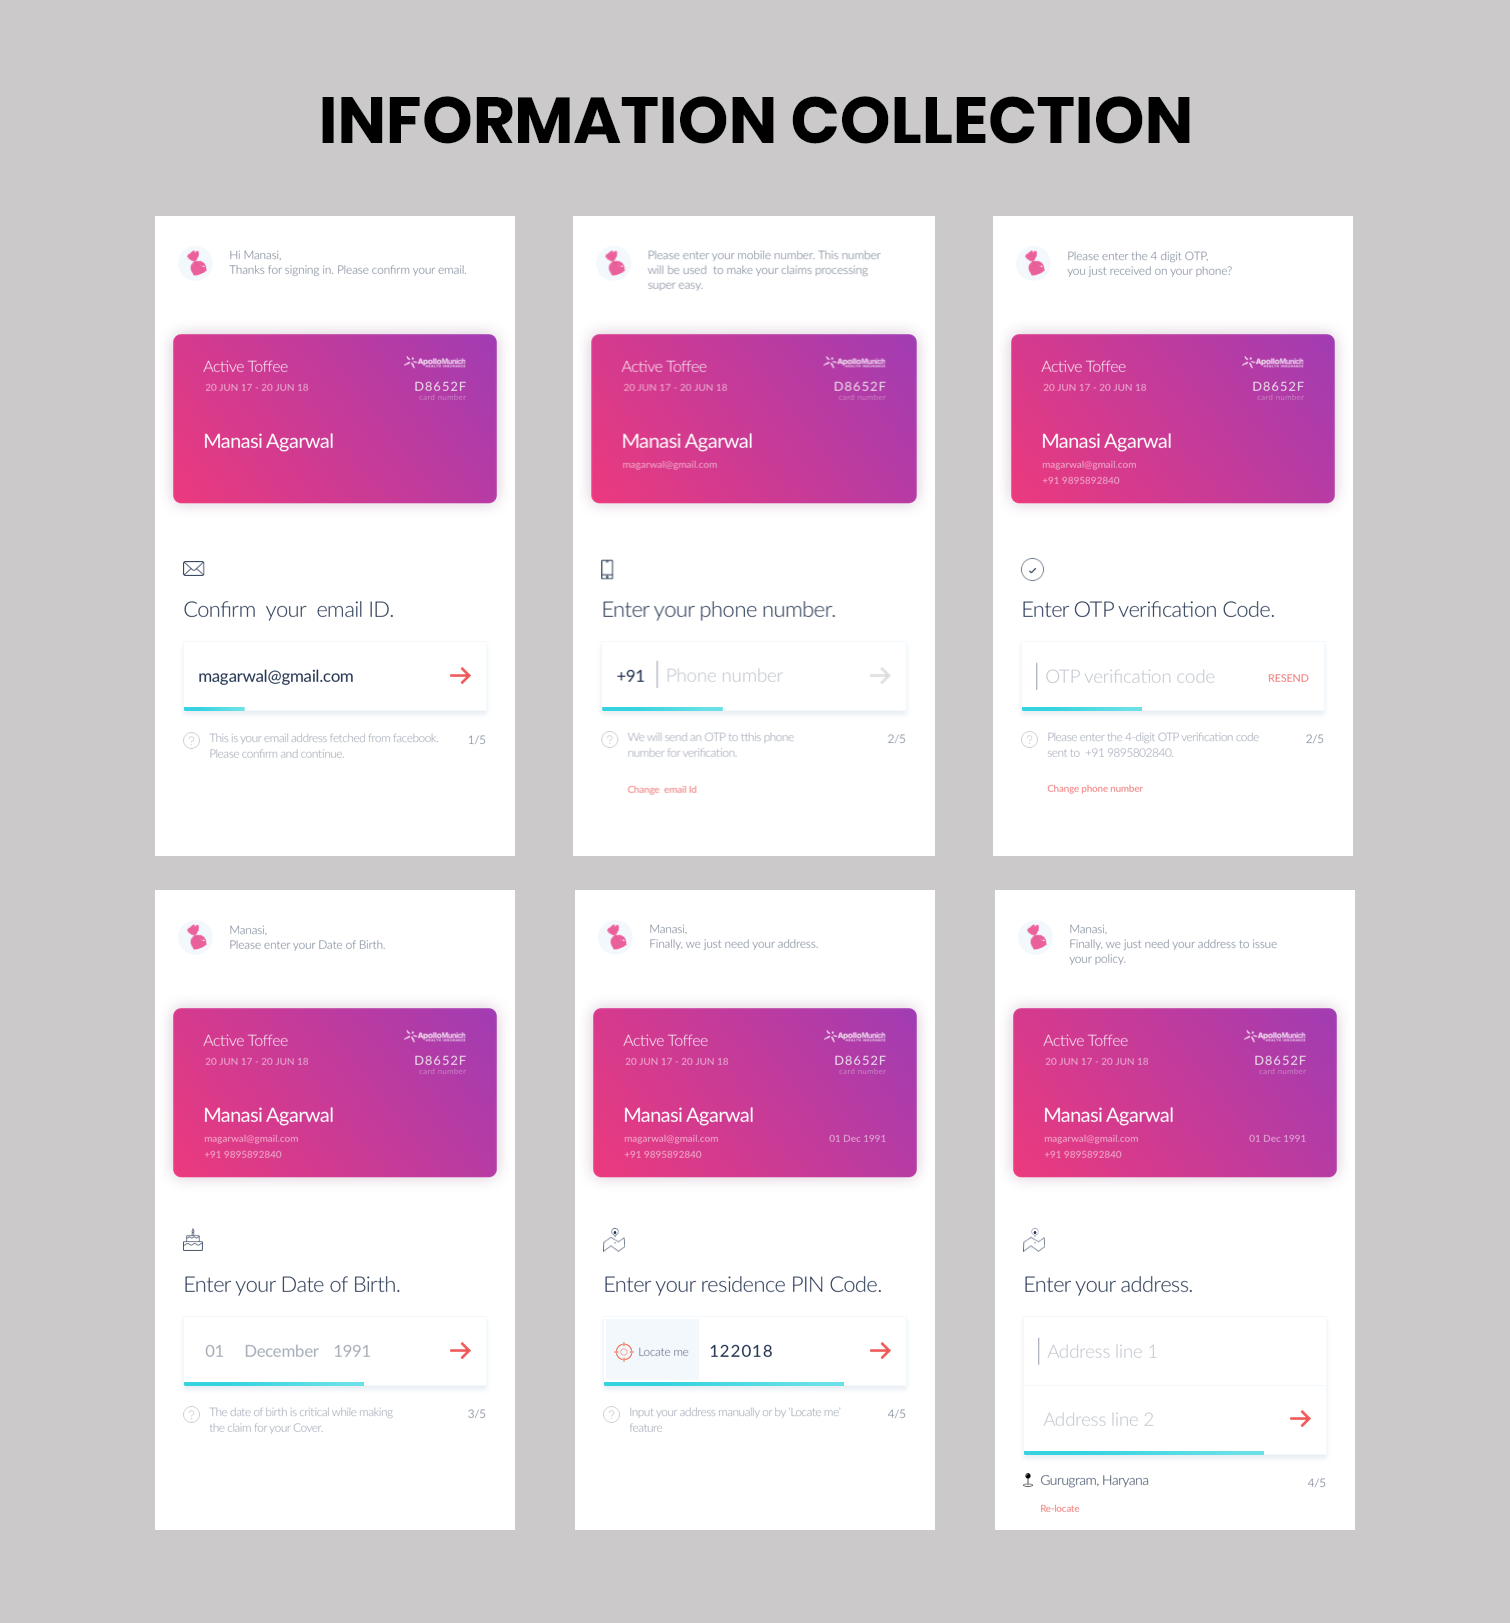 INFORMATION COLLECTION
Hi Manasi,
Thanks for signing in. Please confirm your email.
Active Toffee
ApolloMunich
HEALTH INSURANCE
20 JUN 17 - 20 JUN 18
D8652F
card number
Manasi Agarwal
Confirm your email ID.
magarwal@gmail.com
This is your email address fetched from facebook.
Please confirm and continue.
1/5
Please enter your mobile number. This number
will be used to make your claims processing
super easy.
Active Toffee
ApolloMunich
HEALTH INSURANCE
20 JUN 17 - 20 JUN 18
D8652F
card number
Manasi Agarwal
magarwal@gmail.com
Enter your phone number.
+91 Phone number
We will send an OTP to tthis phone
number for verification.
2/5
Change email Id
Please enter the 4 digit OTP,
you just received on your phone?
Active Toffee
ApolloMunich
HEALTH INSURANCE
20 JUN 17 - 20 JUN 18
D8652F
card number
Manasi Agarwal
magarwal@gmail.com
+91 9895892840
Enter OTP verification Code.
OTP verification code
RESEND
Please enter the 4-digit OTP verification code
sent to +91 9895802840.
2/5
Change phone number
Manasi,
Please enter your Date of Birth.
Active Toffee
ApolloMunich
HEALTH INSURANCE
20 JUN 17 - 20 JUN 18
D8652F
card number
Manasi Agarwal
magarwal@gmail.com
+91 9895892840
Enter your Date of Birth.
01 December 1991
The date of birth is critical while making
the claim for your Cover.
3/5
Manasi,
Finally, we just need your address.
Active Toffee
ApolloMunich
HEALTH INSURANCE
20 JUN 17 - 20 JUN 18
D8652F
card number
Manasi Agarwal
magarwal@gmail.com
01 Dec 1991
+91 9895892840
Enter your residence PIN Code.
Locate me
122018
Input your address manually or by 'Locate me'
feature
4/5
Manasi,
Finally, we just need your address to issue
your policy.
Active Toffee
ApolloMunich
HEALTH INSURANCE
20 JUN 17 - 20 JUN 18
D8652F
card number
Manasi Agarwal
magarwal@gmail.com
01 Dec 1991
+91 9895892840
Enter your address.
Address line 1
Address line 2
Gurugram, Haryana
4/5
Re-locate